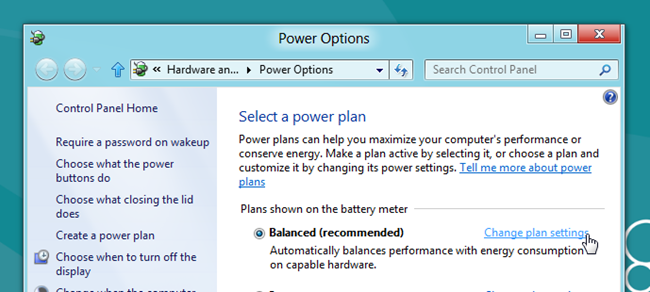 Power Options
« Hardware an... ▸ Power Options
Search Control Panel
Control Panel Home
Require a password on wakeup
Choose what the power
buttons do
Choose what closing the lid
does
Create a power plan
Choose when to turn off the
display
Change when the computer
Select a power plan
Power plans can help you maximize your computer's performance or
conserve energy. Make a plan active by selecting it, or choose a plan and
customize it by changing its power settings. Tell me more about power
plans
Plans shown on the battery meter
Balanced (recommended) Change plan settings
Automatically balances performance with energy consumption
on capable hardware.